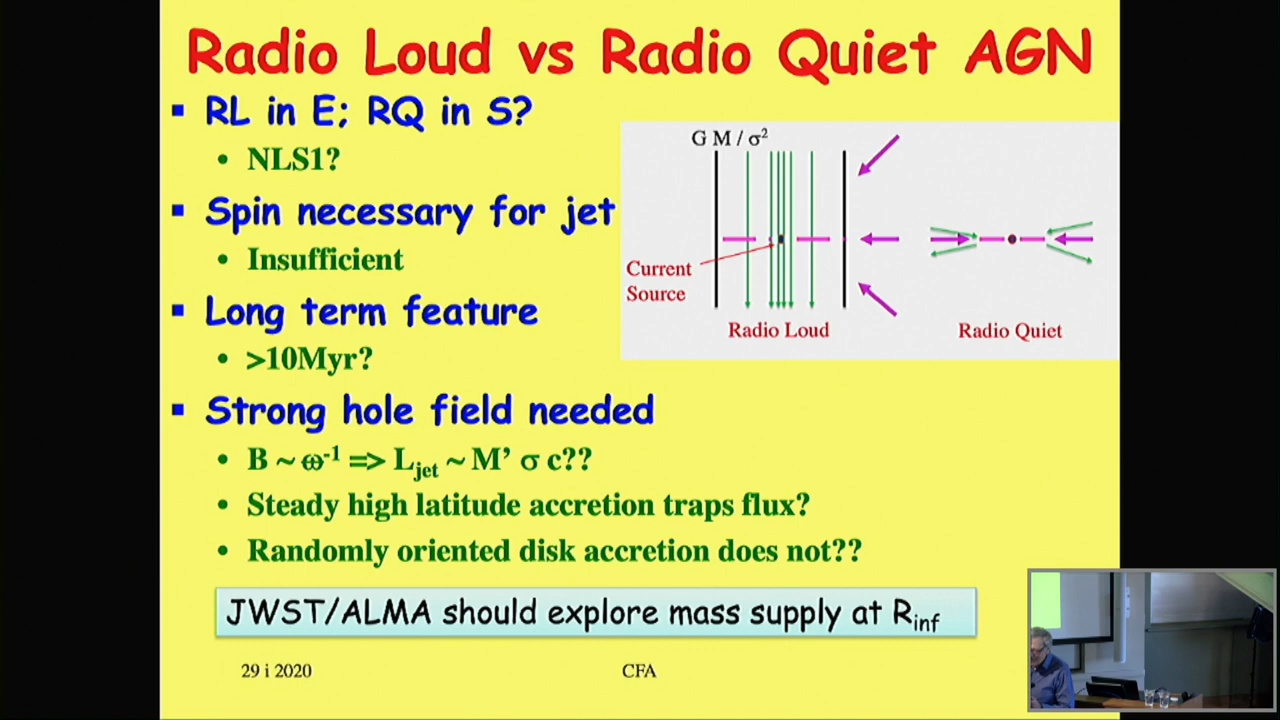 Radio Loud vs Radio Quiet AGN
▪ RL in E; RQ in S?
• NLS1?
▪ Spin necessary for jet
• Insufficient
▪ Long term feature
• >10Myr?
▪ Strong hole field needed
• B ~ ϖ⁻¹ => L_jet ~ M’ σ c??
• Steady high latitude accretion traps flux?
• Randomly oriented disk accretion does not??
G M / σ²
Current
Source
Radio Loud
Radio Quiet
JWST/ALMA should explore mass supply at R_inf
29 i 2020
CFA